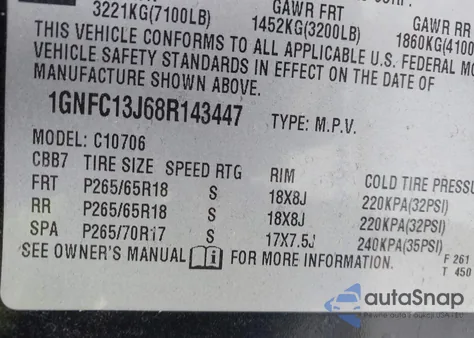 3221KG(7100LB)
GAWR FRT
1452KG(3200LB)
GAWR RR
1860KG(4100
THIS VEHICLE CONFORMS TO ALL APPLICABLE U.S. FEDERAL MO
VEHICLE SAFETY STANDARDS IN EFFECT ON THE DATE OF
MANUFACTURE SHOWN ABOVE.
1GNFC13J68R143447 TYPE: M.P.V.
MODEL: C10706
CBB7 TIRE SIZE SPEED RTG RIM COLD TIRE PRESSU
FRT P265/65R18 S 18X8J 220KPA(32PSI)
RR P265/65R18 S 18X8J 220KPA(32PSI)
SPA P265/70R17 S 17X7.5J 240KPA(35PSI)
SEE OWNER'S MANUAL FOR MORE INFORMATION.
F 261
T 450
autoSnap